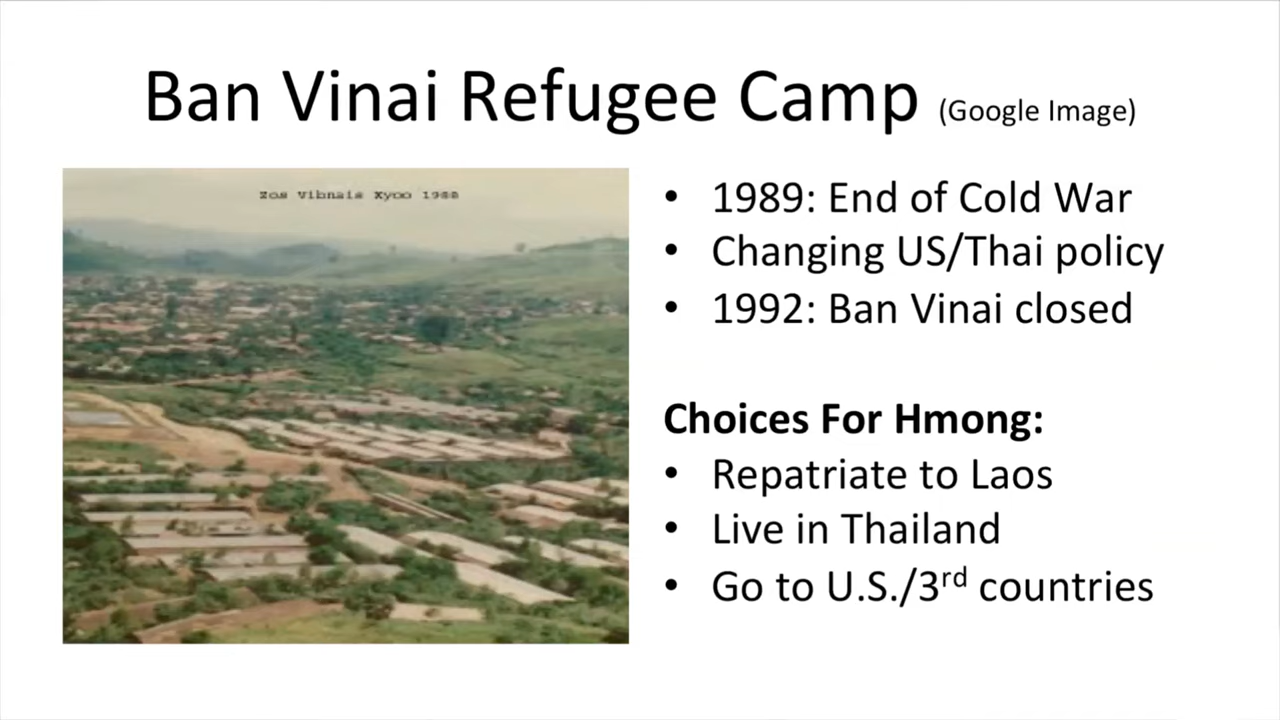 Ban Vinai Refugee Camp (Google Image)
Zos Vibnais Xyoo 1988
• 1989: End of Cold War
• Changing US/Thai policy
• 1992: Ban Vinai closed
Choices For Hmong:
• Repatriate to Laos
• Live in Thailand
• Go to U.S./3rd countries